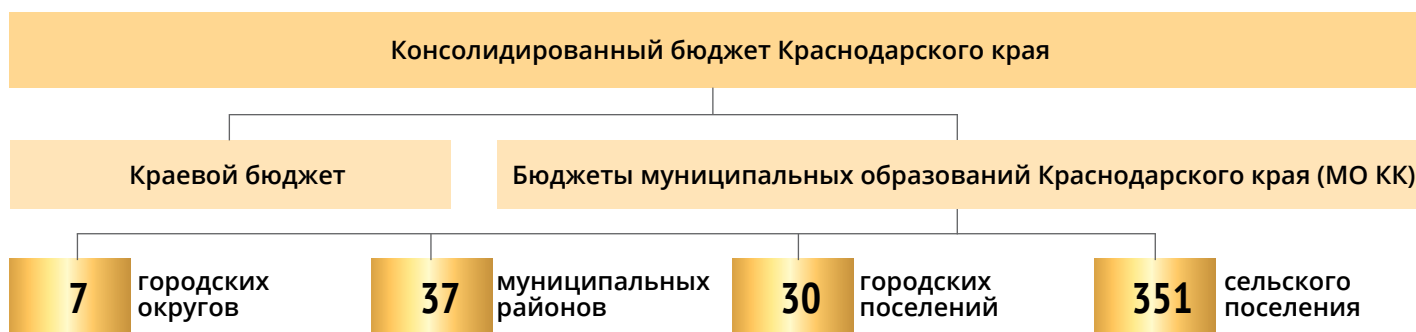 Консолидированный бюджет Краснодарского края
Краевой бюджет
Бюджеты муниципальных образований Краснодарского края (МО КК)
7
городских
округов
37
муниципальных
районов
30
городских
поселений
351
сельского
поселения